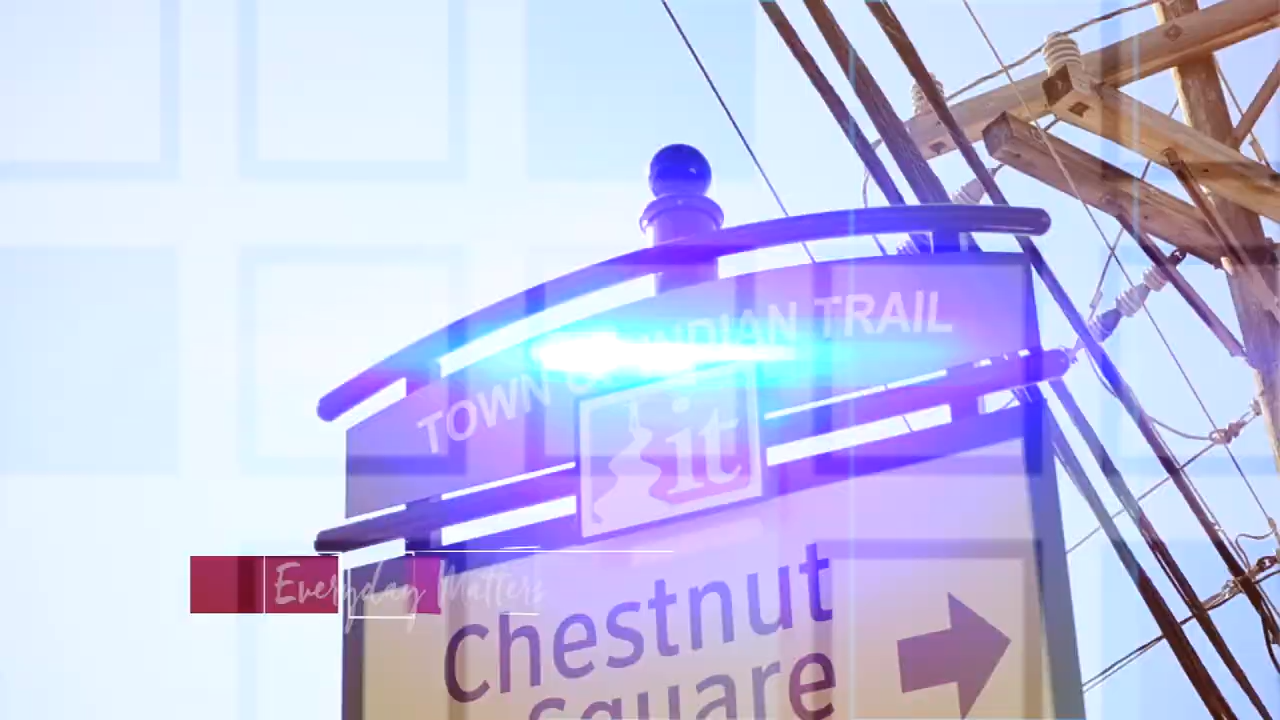 TOWN OF INDIAN TRAIL
it
Everyday Matters
Chestnut
Square